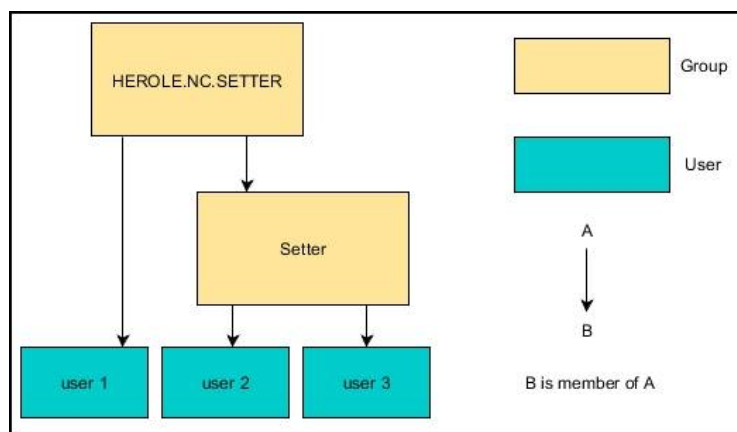 HEROLE.NC.SETTER
Group
User
Setter
A
B
user 1
user 2
user 3
B is member of A